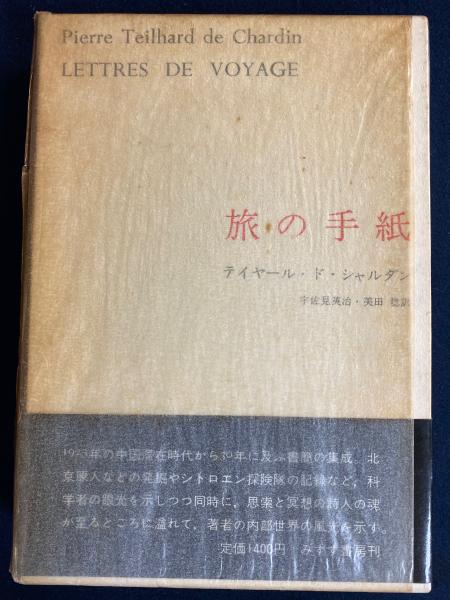 Pierre Teilhard de Chardin
LETTRES DE VOYAGE
旅の手紙
テイヤール・ド・シャルダン
宇佐見英治・美田 稔訳
1923年の中国滞在時代から30年に及ぶ書簡の集成。北
京原人などの発掘やシトロエン探険隊の記録など，科
学者の眼光を示しつつ同時に，思索と冥想の詩人の魂
が至るところに溢れて，著者の内部世界の風光を示す。
定価1400円 みすず書房刊